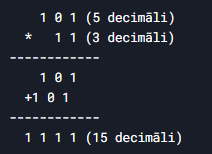 1 0 1 (5 decimāli)
* 1 1 (3 decimāli)
------------
1 0 1
+1 0 1
------------
1 1 1 1 (15 decimāli)